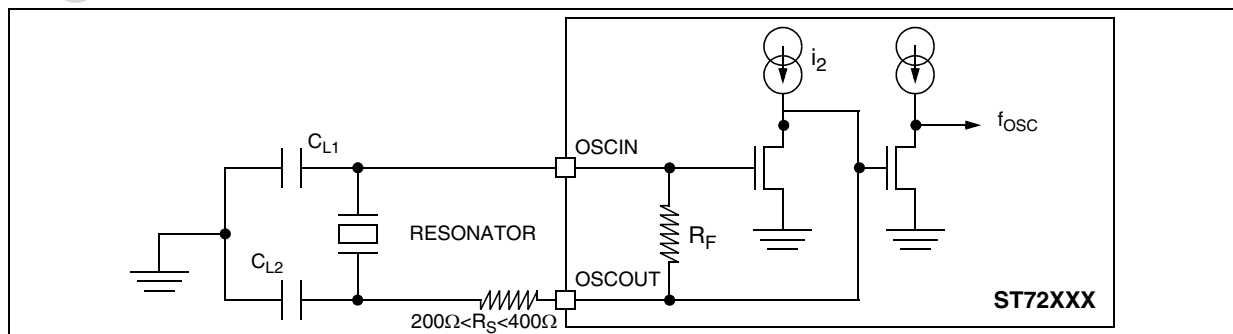 i2
fOSC
CL1
OSCIN
RESONATOR
RF
CL2
OSCOUT
200Ω<RS<400Ω
ST72XXX